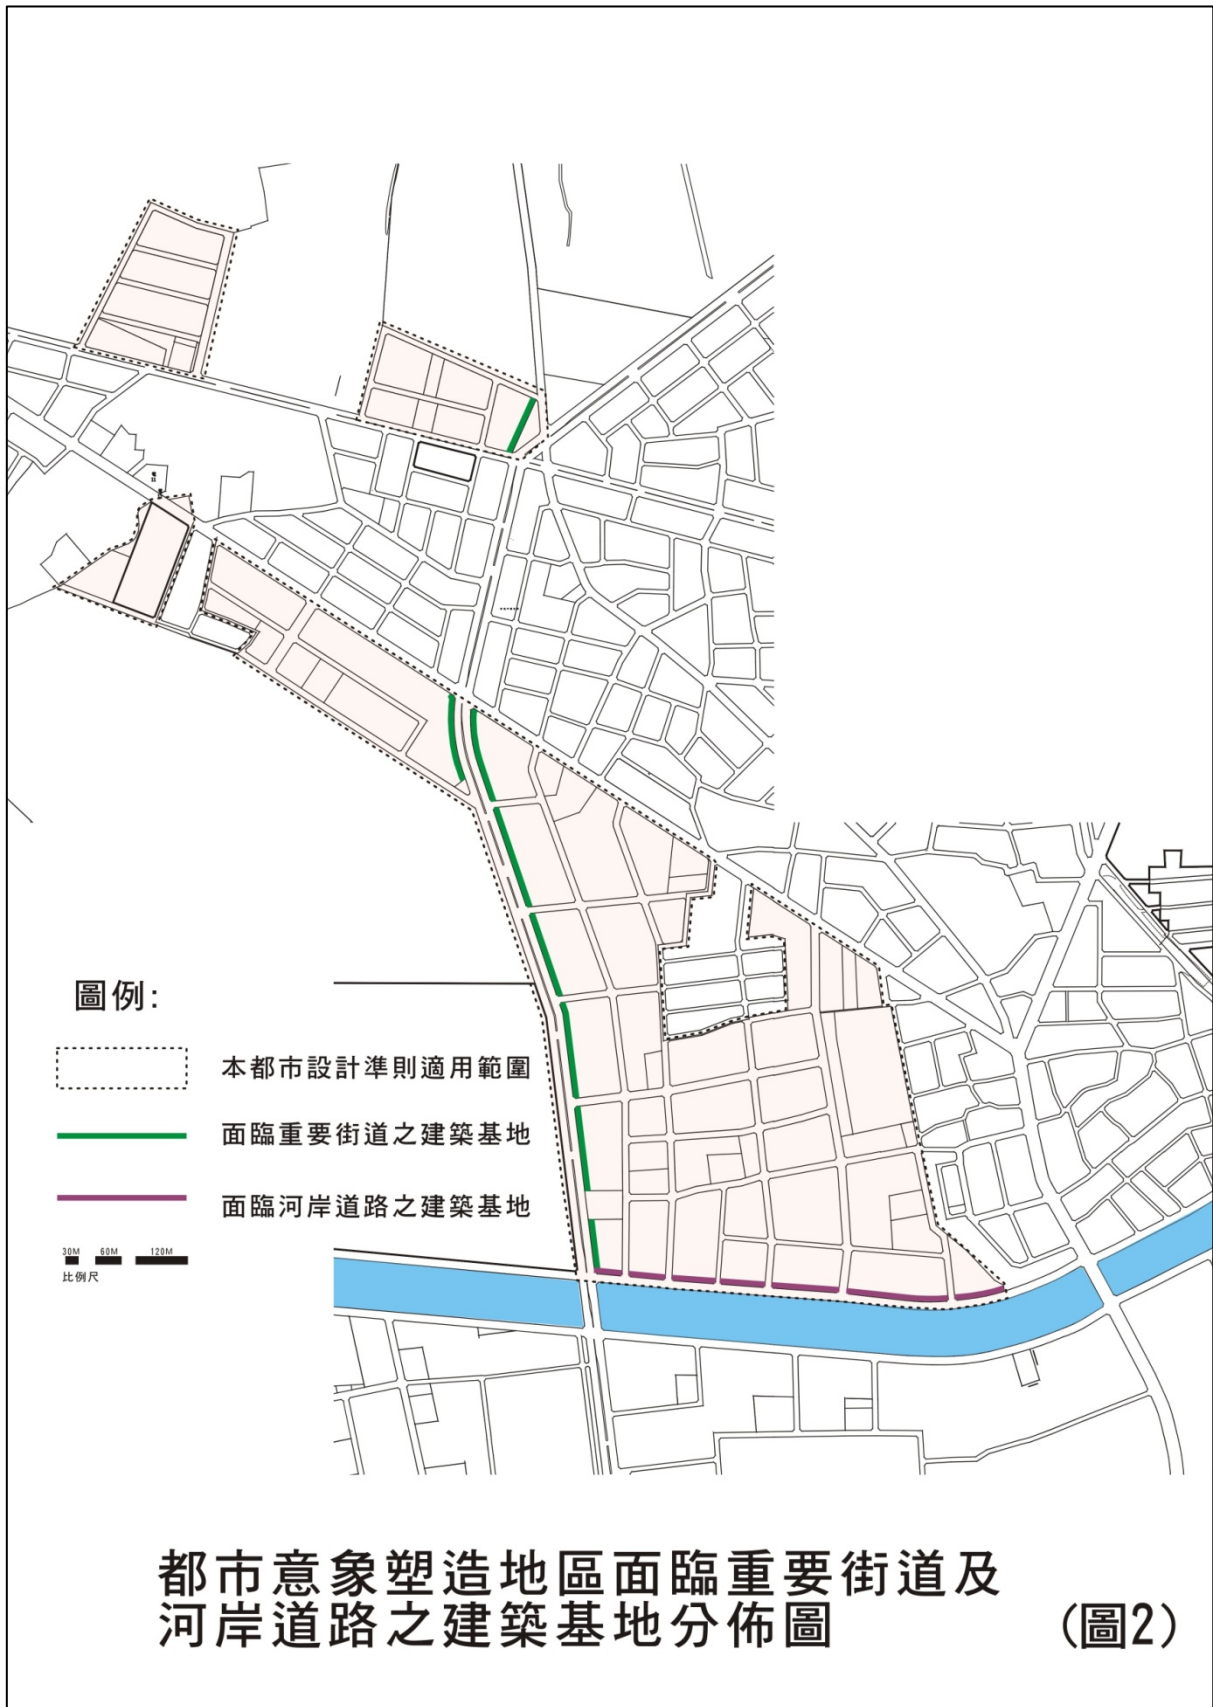 圖例:
本都市設計準則適用範圍
面臨重要街道之建築基地
面臨河岸道路之建築基地
30M 60M 120M
比例尺
都市意象塑造地區面臨重要街道及
河岸道路之建築基地分佈圖
(圖2)